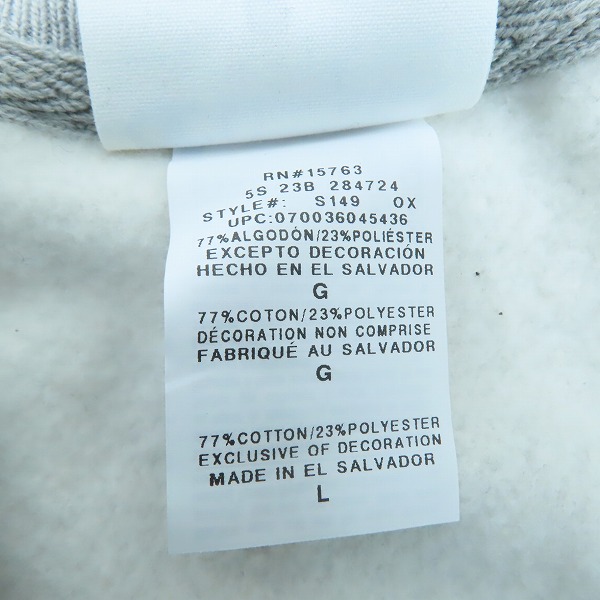 RN#15763
5S 23B 284724
STYLE#: S149 OX
UPC:070036045436
77%ALGODÓN/23%POLIÉSTER
EXCEPTO DECORACIÓN
HECHO EN EL SALVADOR
G
77%COTON/23%POLYESTER
DÉCORATION NON COMPRISE
FABRIQUÉ AU SALVADOR
G
77%COTTON/23%POLYESTER
EXCLUSIVE OF DECORATION
MADE IN EL SALVADOR
L